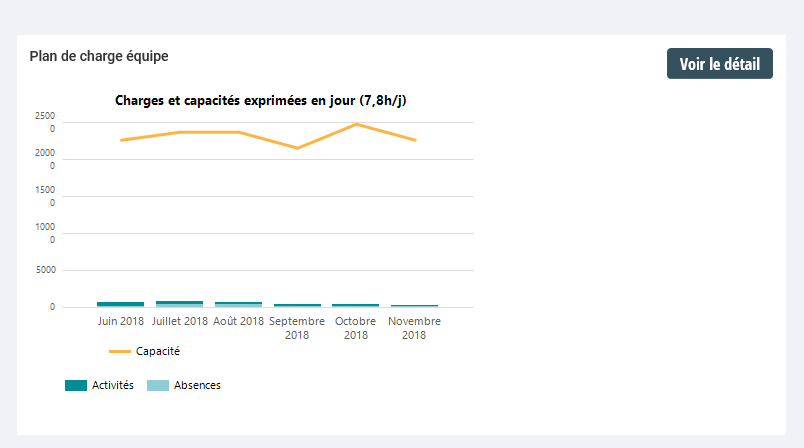 Plan de charge équipe
Voir le détail
Charges et capacités exprimées en jour (7,8h/j)
2500
0
2000
0
1500
0
1000
0
5000
0
Juin 2018 Juillet 2018 Août 2018 Septembre Octobre Novembre
2018 2018 2018
Capacité
Activités Absences